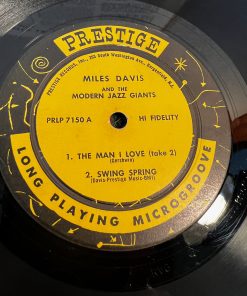 PRESTIGE
PRESTIGE RECORDS, INC., 203 South Washington Ave., Bergenfield, N.J.
MILES DAVIS
AND THE
MODERN JAZZ GIANTS
PRLP 7150 A HI FIDELITY
1. THE MAN I LOVE (take 2)
(Gershwin)
2. SWING SPRING
(Davis-Prestige Music-BMI)
LONG PLAYING MICROGROOVE